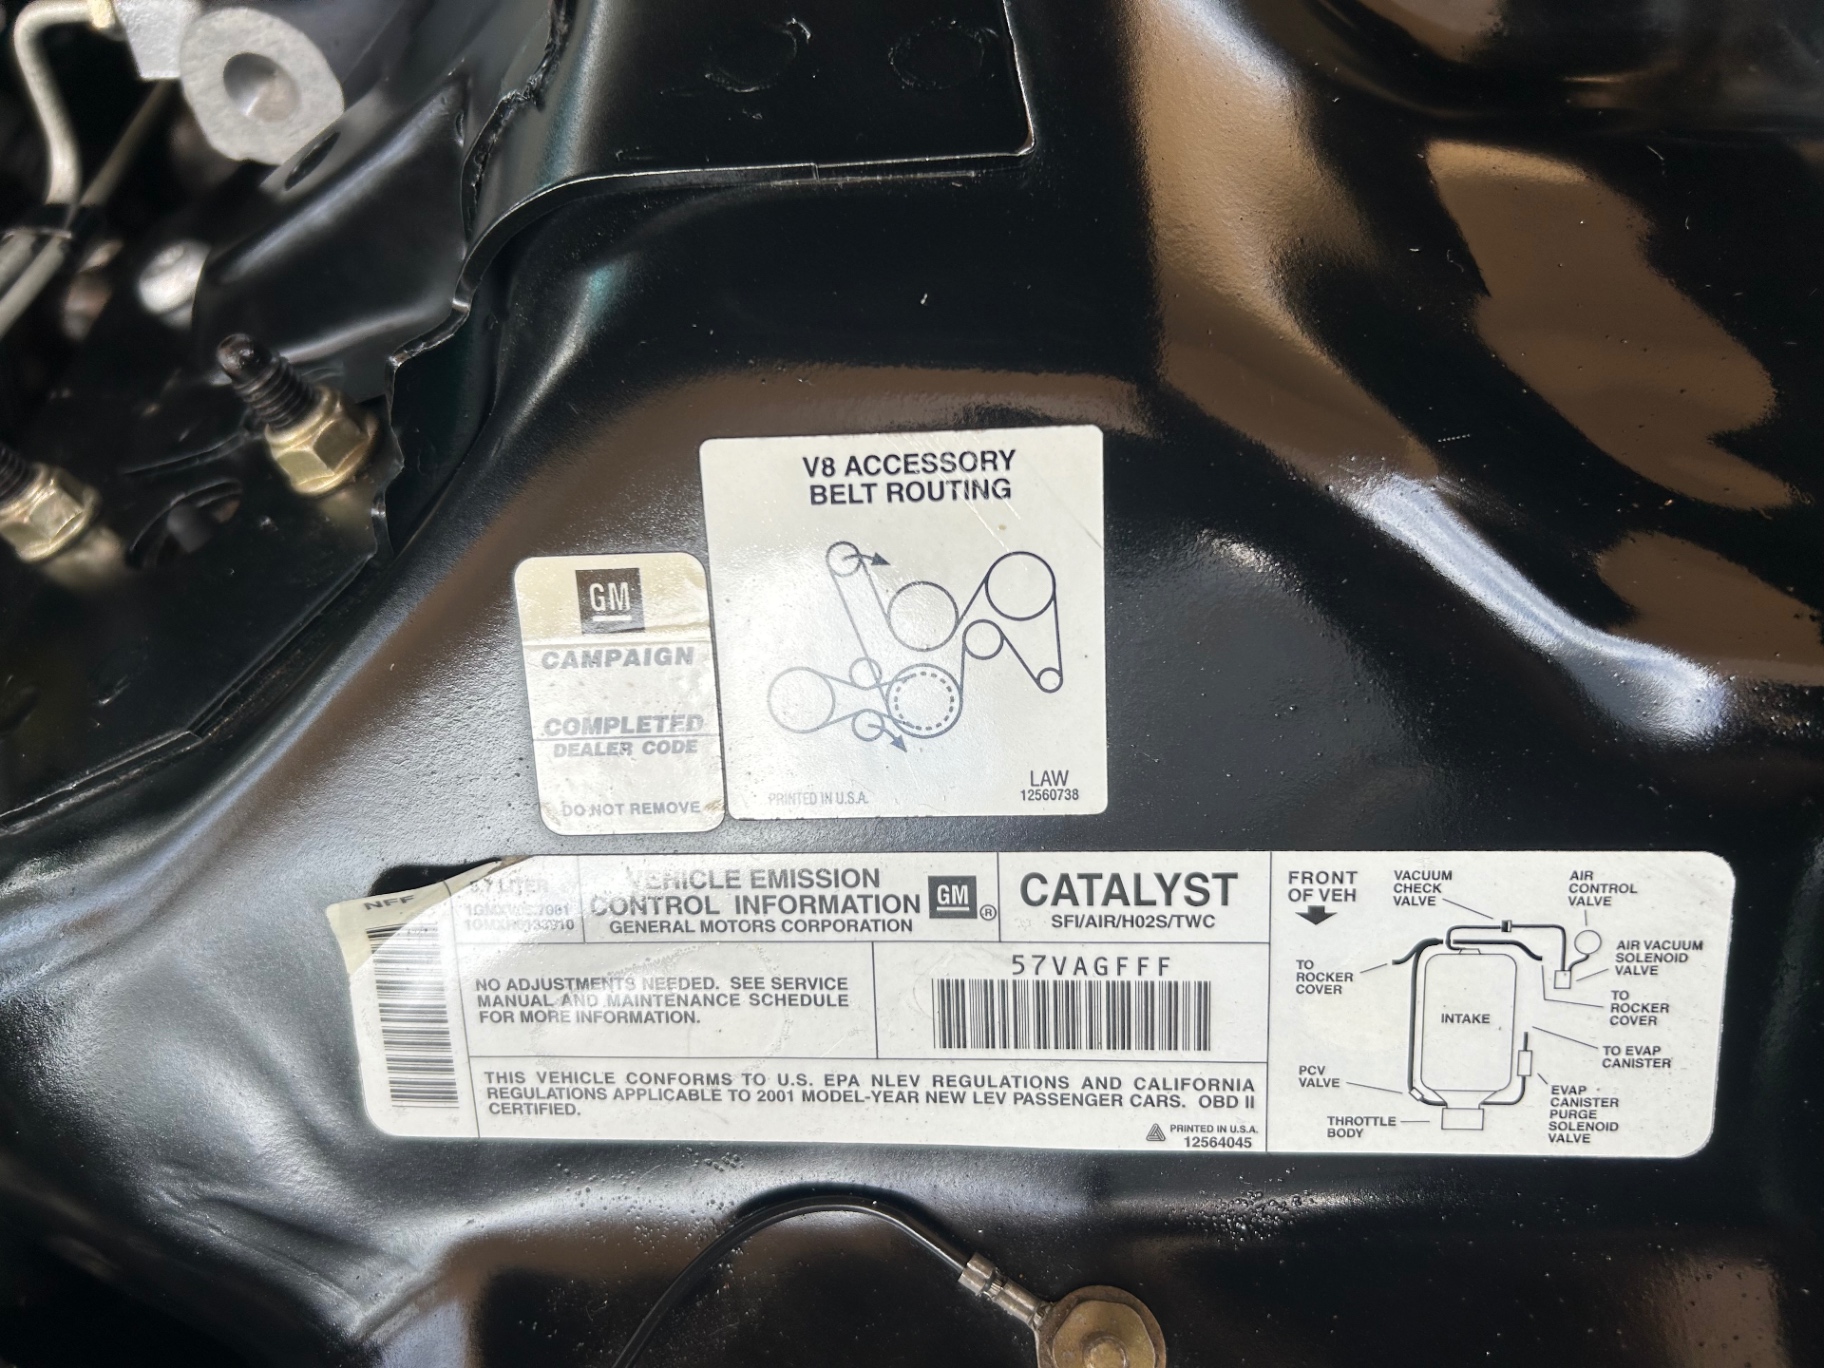 V8 ACCESSORY
BELT ROUTING
LAW
PRINTED IN U.S.A.
12560738
GM
CAMPAIGN
COMPLETED
DEALER CODE
DO NOT REMOVE
NFF
5.7 LITER
VEHICLE EMISSION
CONTROL INFORMATION
GENERAL MOTORS CORPORATION
GM
®
CATALYST
SFI/AIR/H02S/TWC
NO ADJUSTMENTS NEEDED. SEE SERVICE
MANUAL AND MAINTENANCE SCHEDULE
FOR MORE INFORMATION.
57VAGFFF
THIS VEHICLE CONFORMS TO U.S. EPA NLEV REGULATIONS AND CALIFORNIA
REGULATIONS APPLICABLE TO 2001 MODEL-YEAR NEW LEV PASSENGER CARS. OBD II
CERTIFIED.
PRINTED IN U.S.A.
12564045
FRONT
OF VEH
VACUUM
CHECK
VALVE
AIR
CONTROL
VALVE
AIR VACUUM
SOLENOID
VALVE
TO
ROCKER
COVER
TO
ROCKER
COVER
INTAKE
TO EVAP
CANISTER
PCV
VALVE
EVAP
CANISTER
PURGE
SOLENOID
VALVE
THROTTLE
BODY